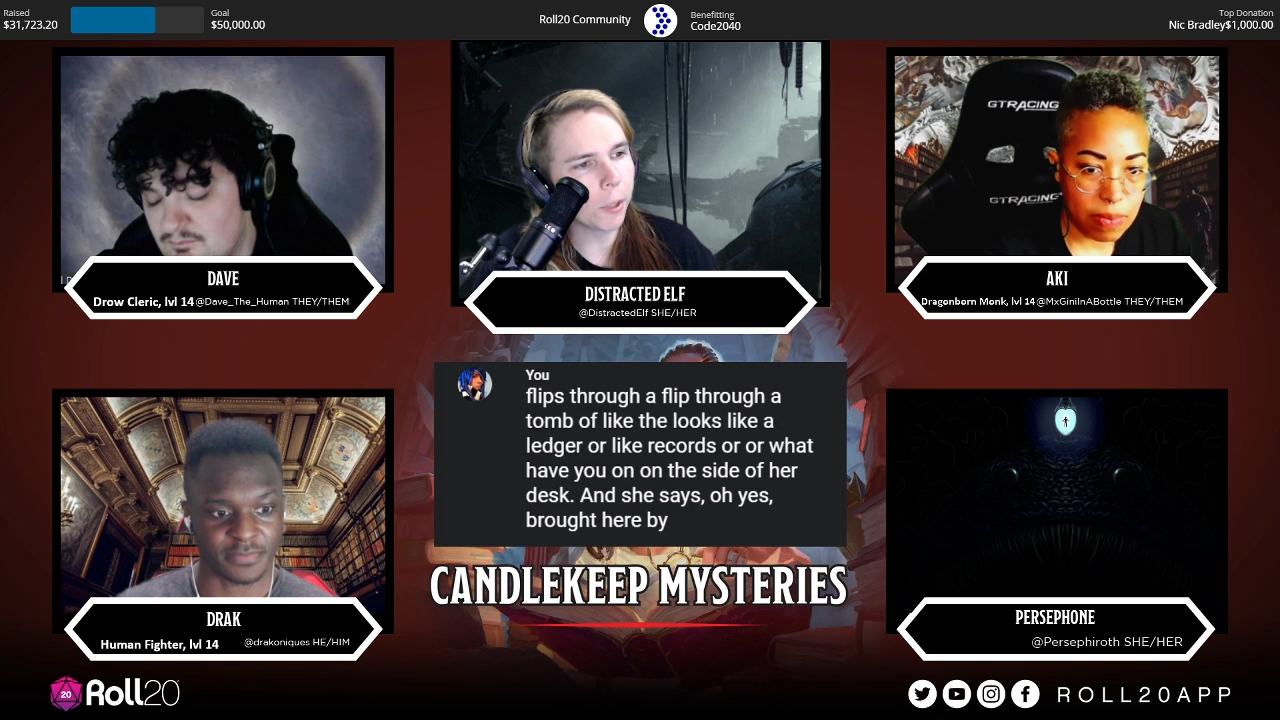 Raised
$31,723.20
Goal
$50,000.00
Roll20 Community
Benefitting
Code2040
Top Donation
Nic Bradley$1,000.00
GTRACING
GTRACING
DAVE
Drow Cleric, lvl 14 @Dave_The_Human THEY/THEM
DISTRACTED ELF
@DistractedElf SHE/HER
AKI
Dragonborn Monk, lvl 14 @MxGiniInABottle THEY/THEM
You
flips through a flip through a
tomb of like the looks like a
ledger or like records or or what
have you on on the side of her
desk. And she says, oh yes,
brought here by
CANDLEKEEP MYSTERIES
DRAK
Human Fighter, lvl 14 @drakoniques HE/HIM
PERSEPHONE
@Persephiroth SHE/HER
20 Roll20
ROLL20APP